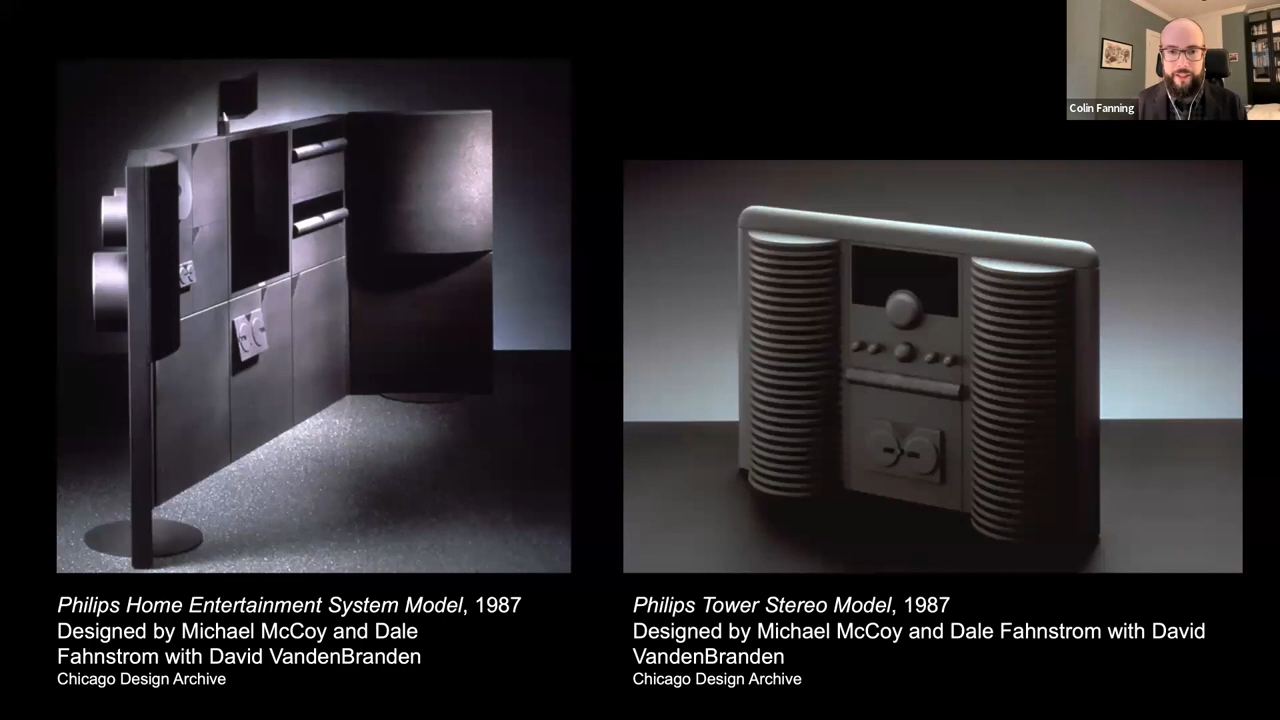 Colin Fanning
Philips Home Entertainment System Model, 1987
Designed by Michael McCoy and Dale
Fahnstrom with David VandenBranden
Chicago Design Archive
Philips Tower Stereo Model, 1987
Designed by Michael McCoy and Dale Fahnstrom with David
VandenBranden
Chicago Design Archive